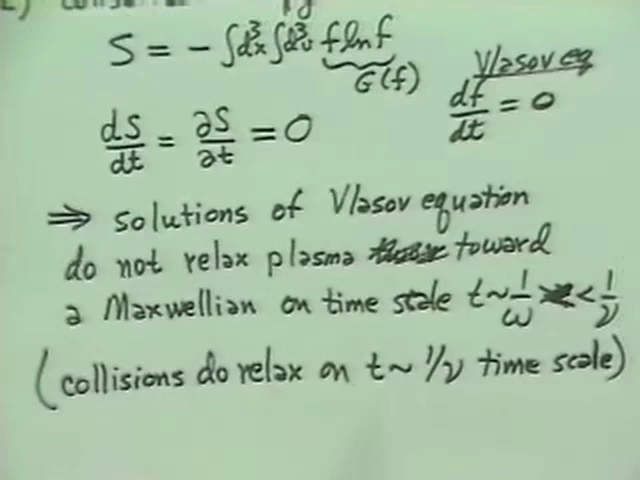 S = - ∫d³x ∫d³v f ln f
G(f)
Vlasov eq
df/dt = 0
dS/dt = ∂S/∂t = 0
⇒ solutions of Vlasov equation
do not relax plasma toward
a Maxwellian on time scale t ~ 1/ω < 1/ν
(collisions do relax on t ~ 1/ν time scale)